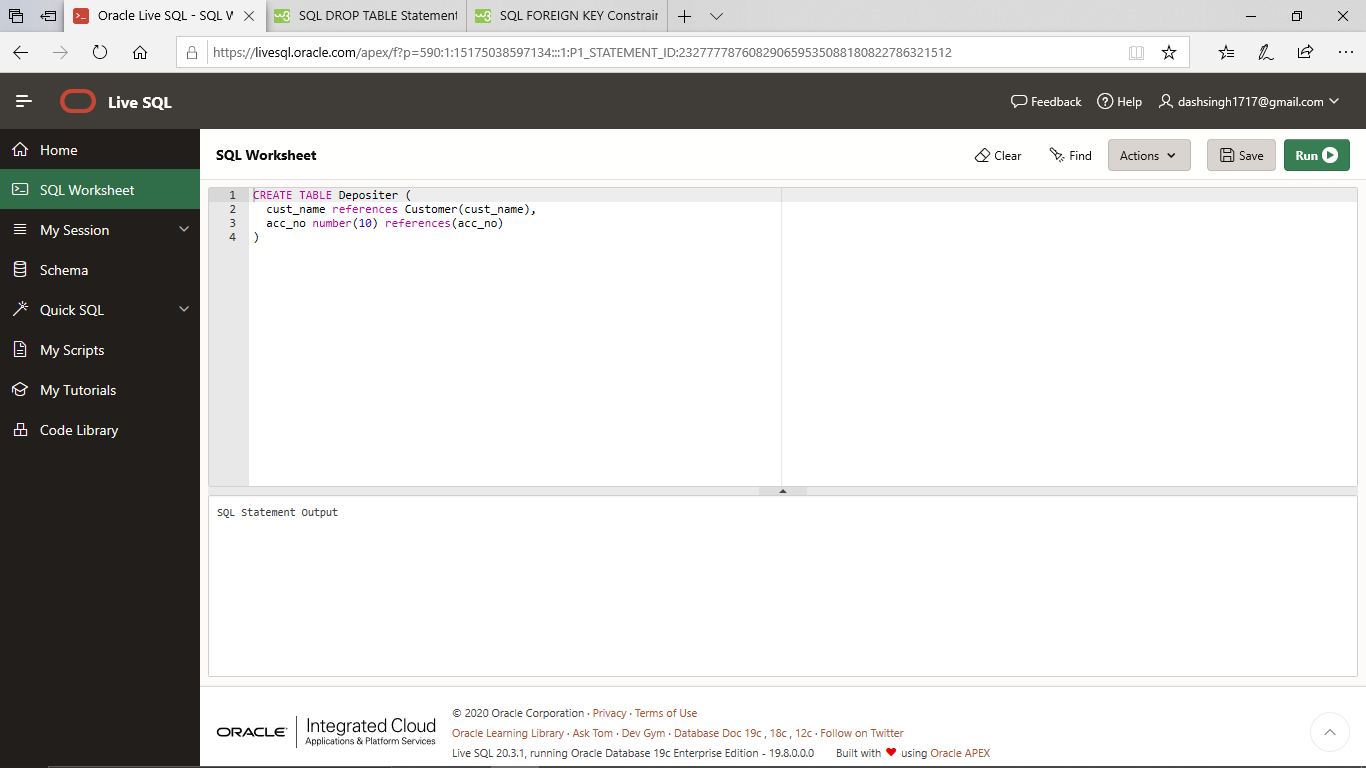 Oracle Live SQL - SQL W
SQL DROP TABLE Statement
SQL FOREIGN KEY Constrain
https://livesql.oracle.com/apex/f?p=590:1:15175038597134:::1:P1_STATEMENT_ID:232777787608290659535088180822786321512
Live SQL
Feedback
Help
dashsingh1717@gmail.com
Home
SQL Worksheet
My Session
Schema
Quick SQL
My Scripts
My Tutorials
Code Library
SQL Worksheet
Clear
Find
Actions
Save
Run
1 CREATE TABLE Depositer (
2 cust_name references Customer(cust_name),
3 acc_no number(10) references(acc_no)
4 )
SQL Statement Output
ORACLE
Integrated Cloud
Applications & Platform Services
© 2020 Oracle Corporation · Privacy · Terms of Use
Oracle Learning Library · Ask Tom · Dev Gym · Database Doc 19c , 18c , 12c · Follow on Twitter
Live SQL 20.3.1, running Oracle Database 19c Enterprise Edition - 19.8.0.0.0 Built with ❤ using Oracle APEX